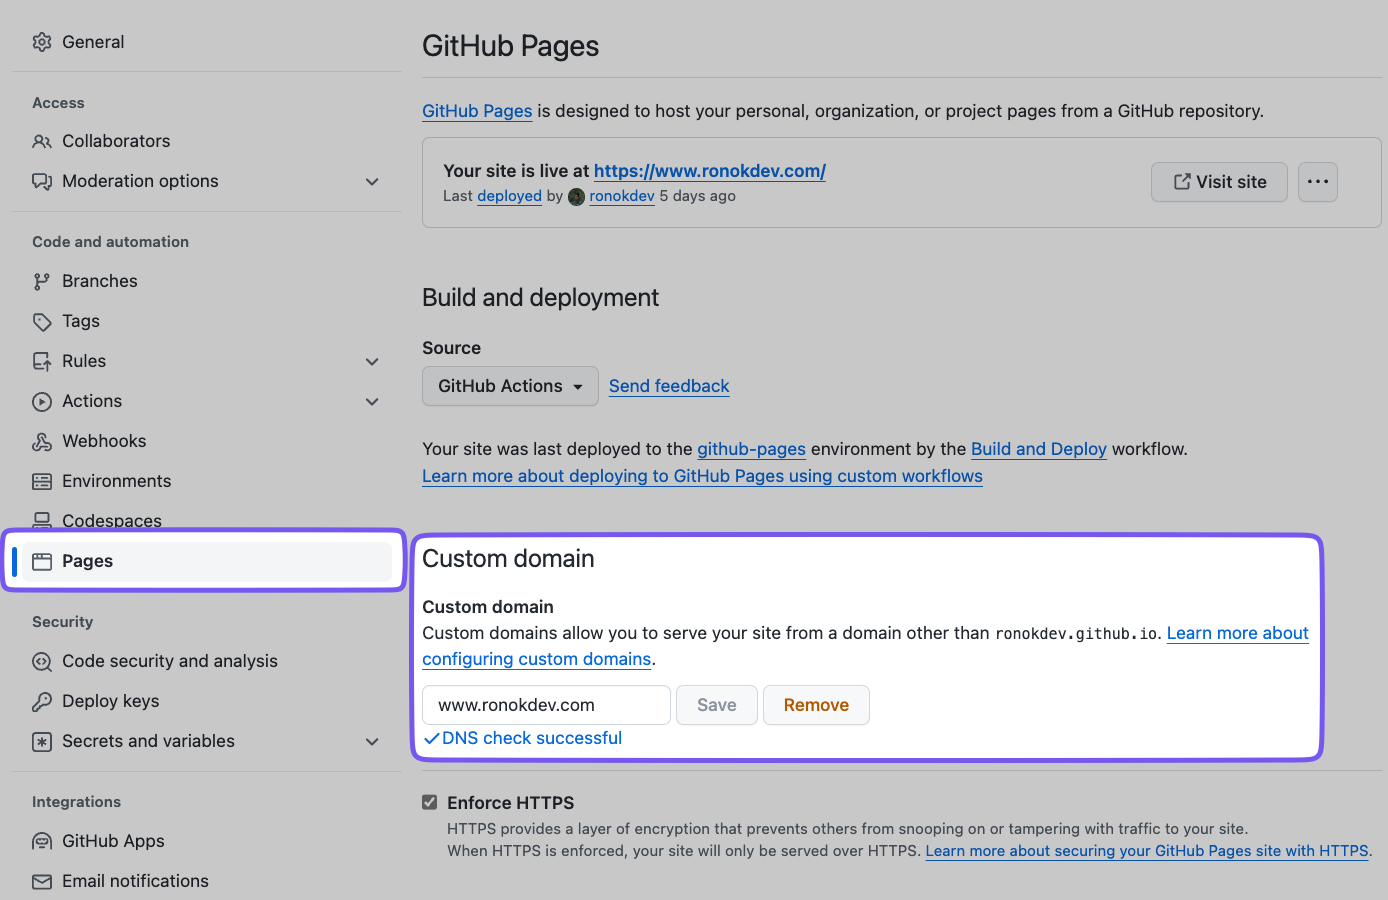 General
Access
Collaborators
Moderation options
Code and automation
Branches
Tags
Rules
Actions
Webhooks
Environments
Codespaces
Pages
Security
Code security and analysis
Deploy keys
Secrets and variables
Integrations
GitHub Apps
Email notifications
GitHub Pages
GitHub Pages is designed to host your personal, organization, or project pages from a GitHub repository.
Your site is live at https://www.ronokdev.com/
Last deployed by ronokdev 5 days ago
Visit site
Build and deployment
Source
GitHub Actions Send feedback
Your site was last deployed to the github-pages environment by the Build and Deploy workflow.
Learn more about deploying to GitHub Pages using custom workflows
Custom domain
Custom domain
Custom domains allow you to serve your site from a domain other than ronokdev.github.io. Learn more about
configuring custom domains.
www.ronokdev.com Save Remove
DNS check successful
Enforce HTTPS
HTTPS provides a layer of encryption that prevents others from snooping on or tampering with traffic to your site.
When HTTPS is enforced, your site will only be served over HTTPS. Learn more about securing your GitHub Pages site with HTTPS.